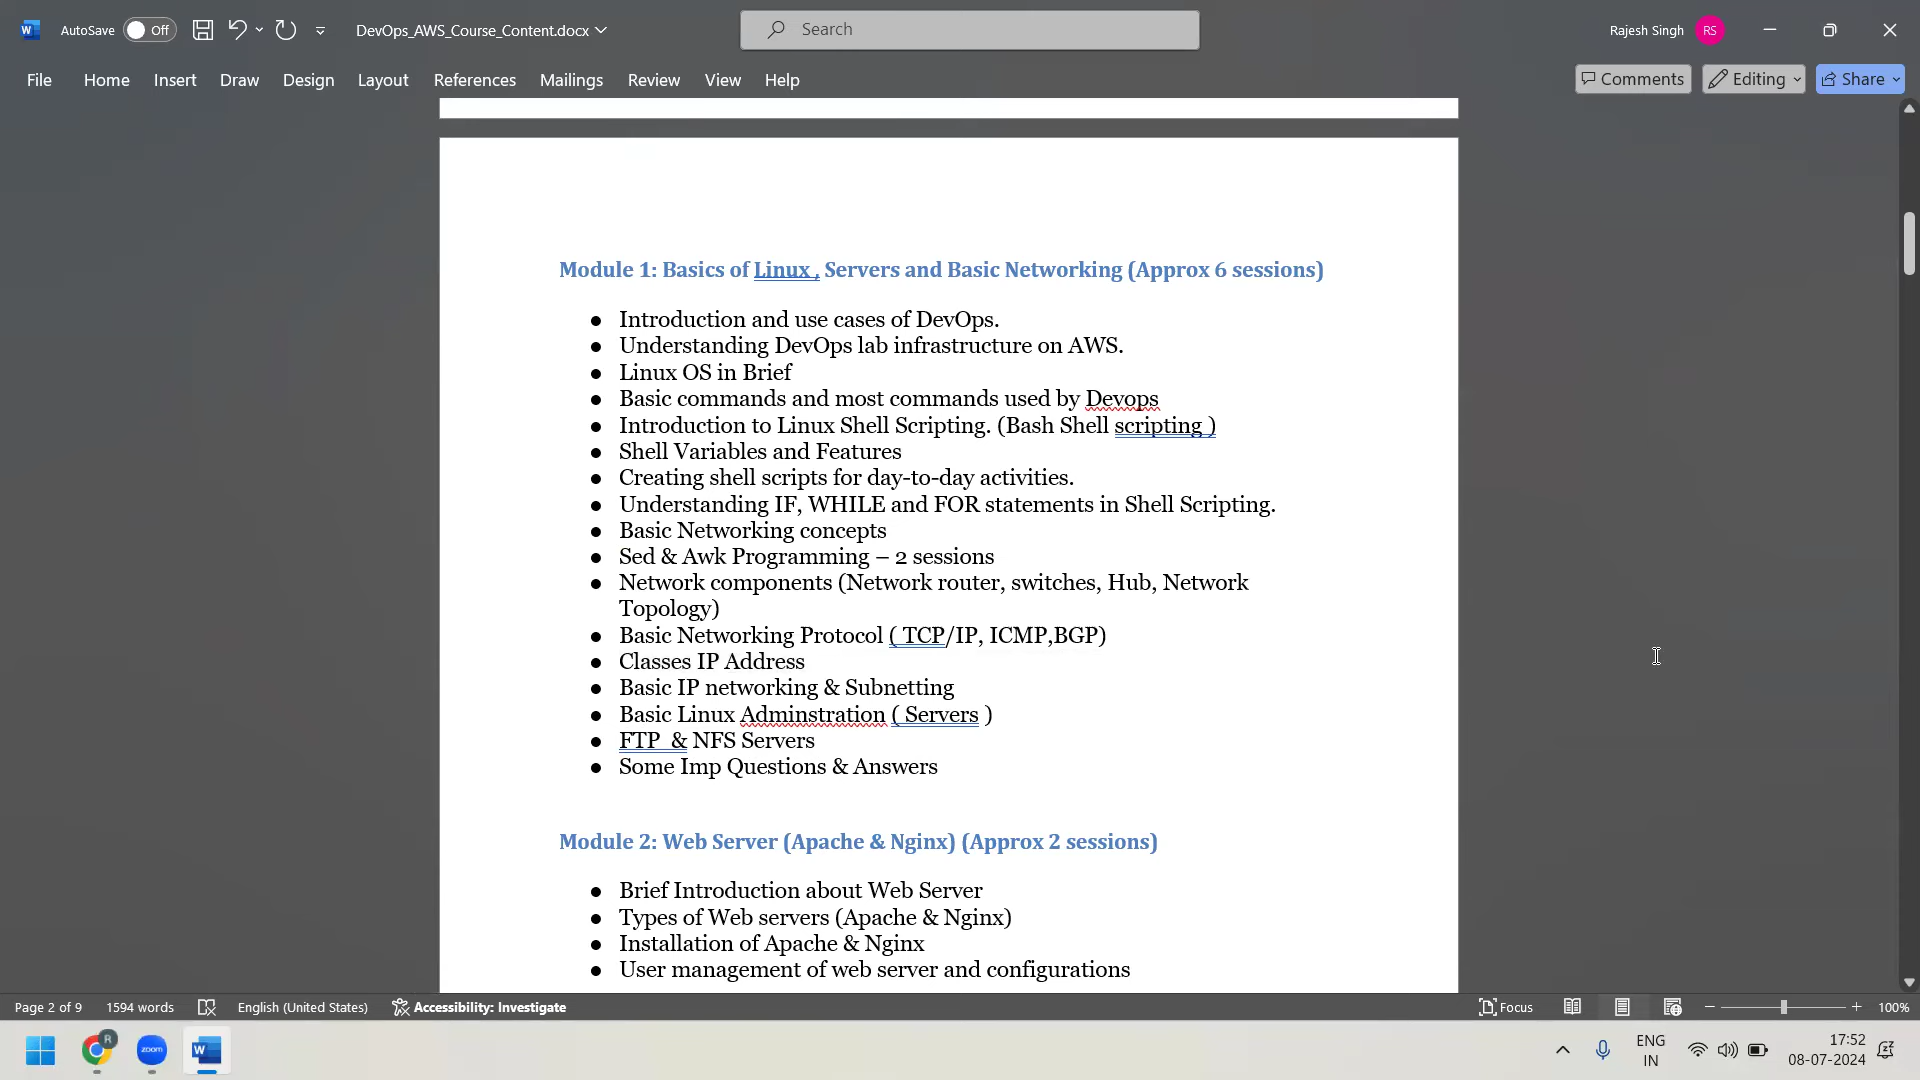 AutoSave Off DevOps_AWS_Course_Content.docx Search Rajesh Singh RS
File Home Insert Draw Design Layout References Mailings Review View Help Comments Editing Share
Module 1: Basics of Linux , Servers and Basic Networking (Approx 6 sessions)
● Introduction and use cases of DevOps.
● Understanding DevOps lab infrastructure on AWS.
● Linux OS in Brief
● Basic commands and most commands used by Devops
● Introduction to Linux Shell Scripting. (Bash Shell scripting )
● Shell Variables and Features
● Creating shell scripts for day-to-day activities.
● Understanding IF, WHILE and FOR statements in Shell Scripting.
● Basic Networking concepts
● Sed & Awk Programming – 2 sessions
● Network components (Network router, switches, Hub, Network
Topology)
● Basic Networking Protocol ( TCP/IP, ICMP,BGP)
● Classes IP Address
● Basic IP networking & Subnetting
● Basic Linux Adminstration ( Servers )
● FTP & NFS Servers
● Some Imp Questions & Answers
Module 2: Web Server (Apache & Nginx) (Approx 2 sessions)
● Brief Introduction about Web Server
● Types of Web servers (Apache & Nginx)
● Installation of Apache & Nginx
● User management of web server and configurations
Page 2 of 9 1594 words English (United States) Accessibility: Investigate Focus 100%
R zoom W ENG 17:52
IN 08-07-2024